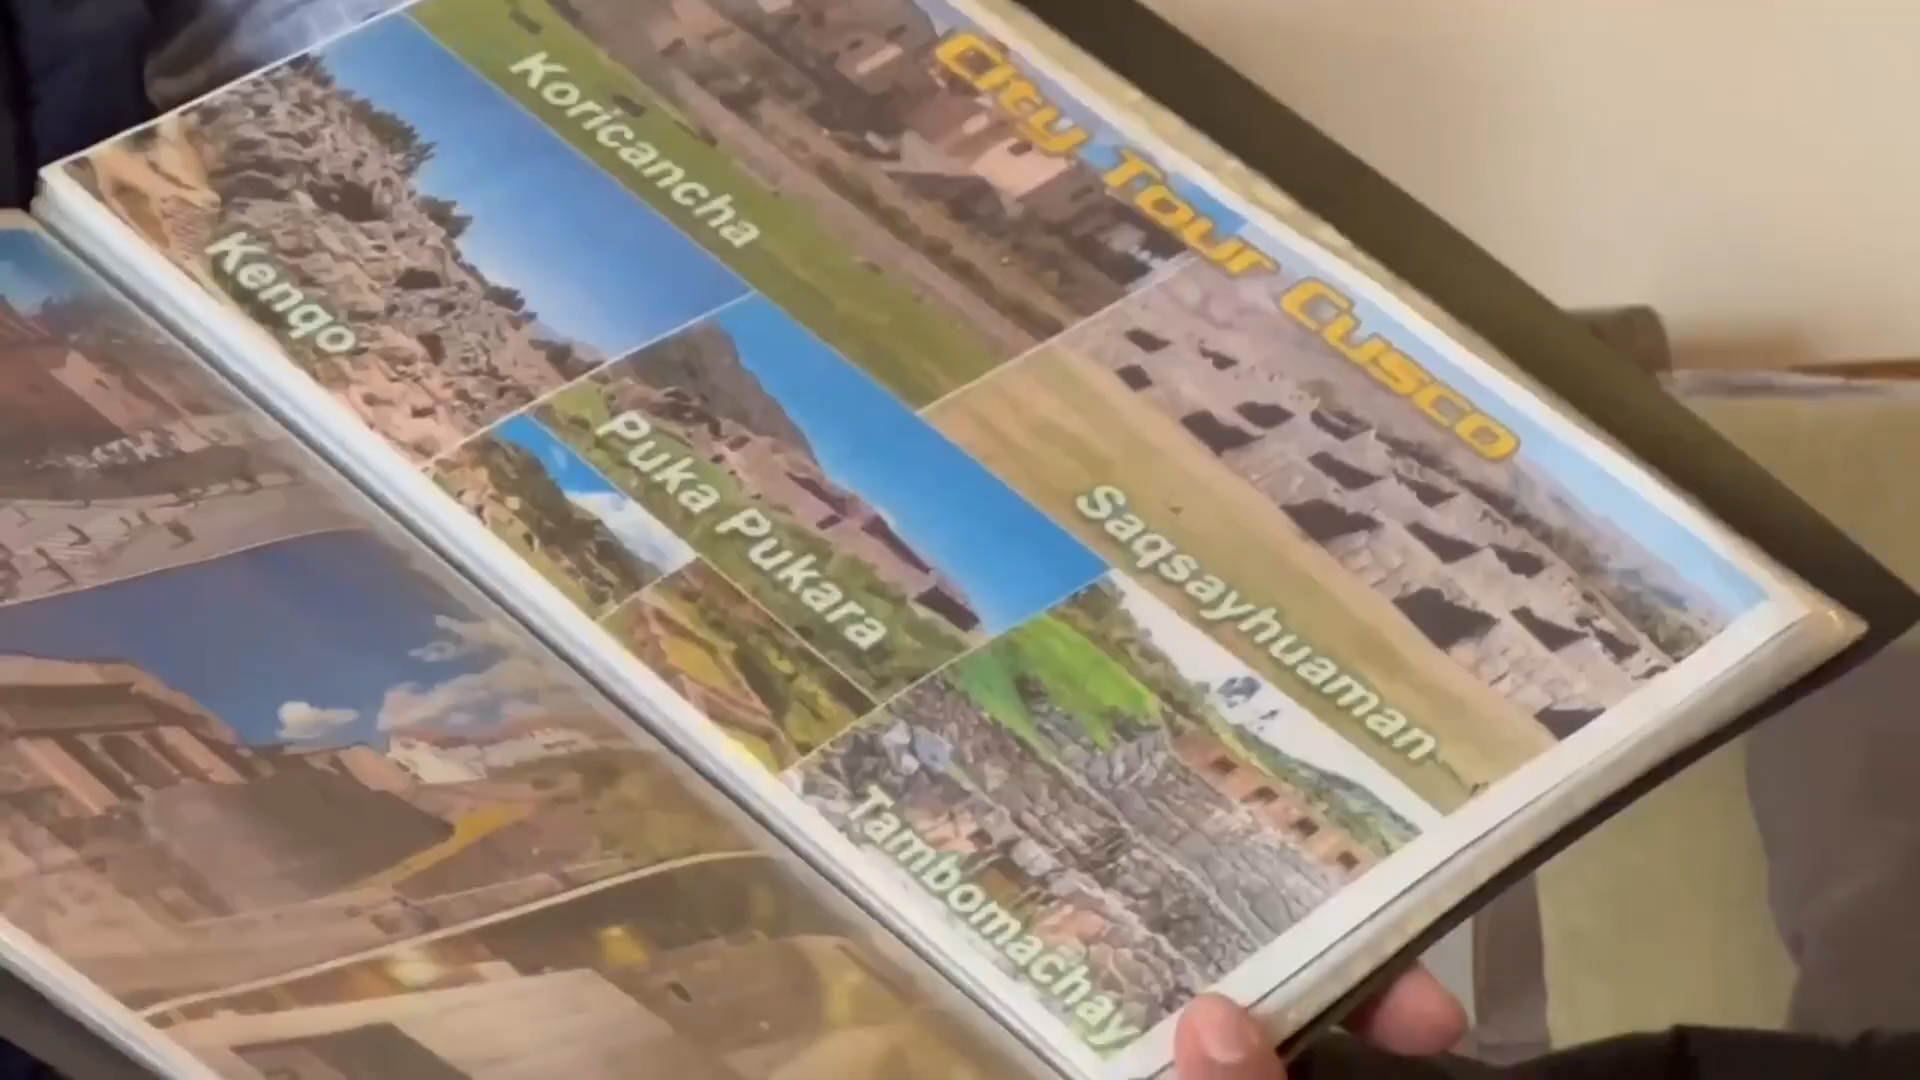 City Tour Cusco
Koricancha
Saqsayhuaman
Kenqo
Puka Pukara
Tambomachay